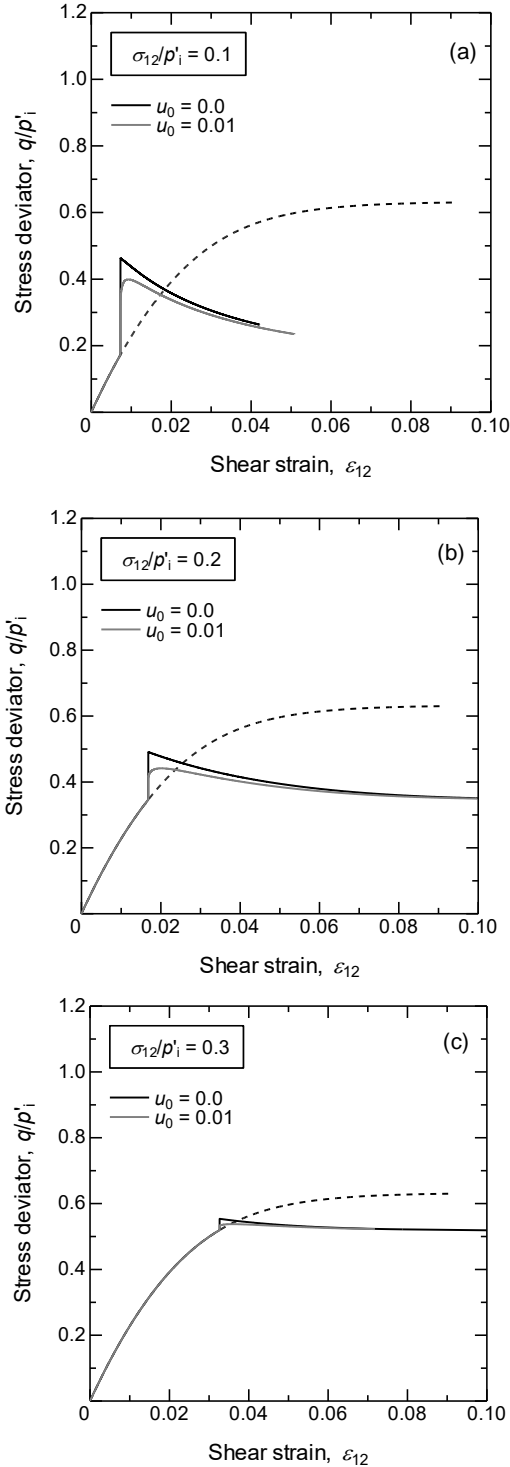 1.2
1.0
0.8
0.6
0.4
0.2
Stress deviator, q/p'i
σ12/p'i = 0.1
(a)
u0 = 0.0
u0 = 0.01
0 0.02 0.04 0.06 0.08 0.10
Shear strain, ε12
1.2
1.0
0.8
0.6
0.4
0.2
Stress deviator, q/p'i
σ12/p'i = 0.2
(b)
u0 = 0.0
u0 = 0.01
0 0.02 0.04 0.06 0.08 0.10
Shear strain, ε12
1.2
1.0
0.8
0.6
0.4
0.2
Stress deviator, q/p'i
σ12/p'i = 0.3
(c)
u0 = 0.0
u0 = 0.01
0 0.02 0.04 0.06 0.08 0.10
Shear strain, ε12